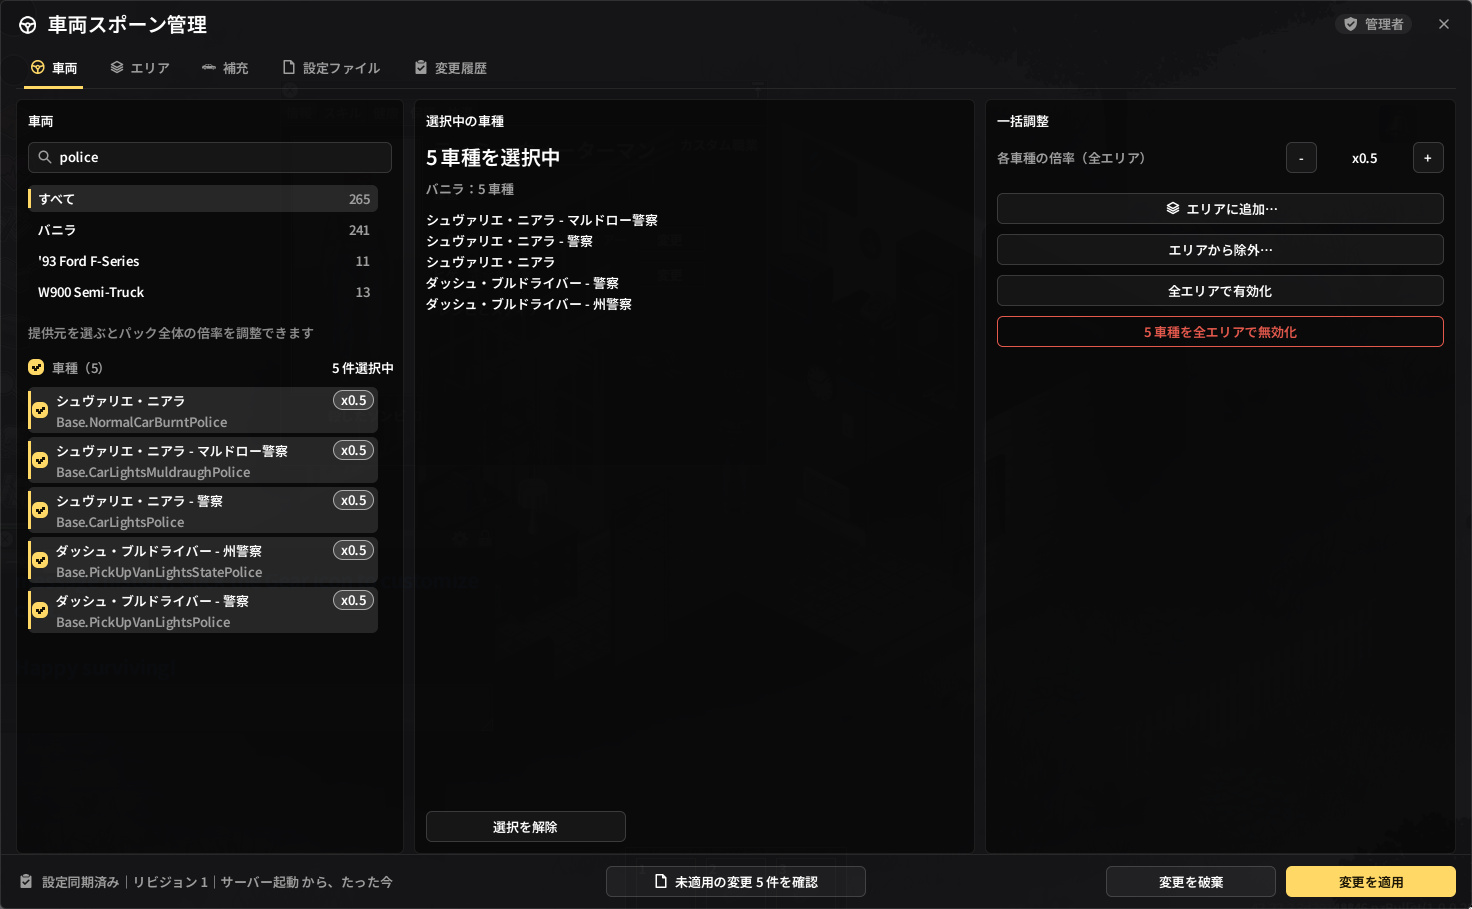 車両スポーン管理
管理者
車両
エリア
補充
設定ファイル
変更履歴
車両
police
すべて 265
バニラ 241
'93 Ford F-Series 11
W900 Semi-Truck 13
提供元を選ぶとパック全体の倍率を調整できます
車種（5） 5 件選択中
シュヴァリエ・ニアラ x0.5
Base.NormalCarBurntPolice
シュヴァリエ・ニアラ - マルドロー警察 x0.5
Base.CarLightsMuldraughPolice
シュヴァリエ・ニアラ - 警察 x0.5
Base.CarLightsPolice
ダッシュ・ブルドライバー - 州警察 x0.5
Base.PickUpVanLightsStatePolice
ダッシュ・ブルドライバー - 警察 x0.5
Base.PickUpVanLightsPolice
選択中の車種
5 車種を選択中
バニラ：5 車種
シュヴァリエ・ニアラ - マルドロー警察
シュヴァリエ・ニアラ - 警察
シュヴァリエ・ニアラ
ダッシュ・ブルドライバー - 警察
ダッシュ・ブルドライバー - 州警察
選択を解除
一括調整
各車種の倍率（全エリア） - x0.5 +
エリアに追加…
エリアから除外…
全エリアで有効化
5 車種を全エリアで無効化
設定同期済み | リビジョン 1 | サーバー起動 から、たった今
未適用の変更 5 件を確認
変更を破棄
変更を適用